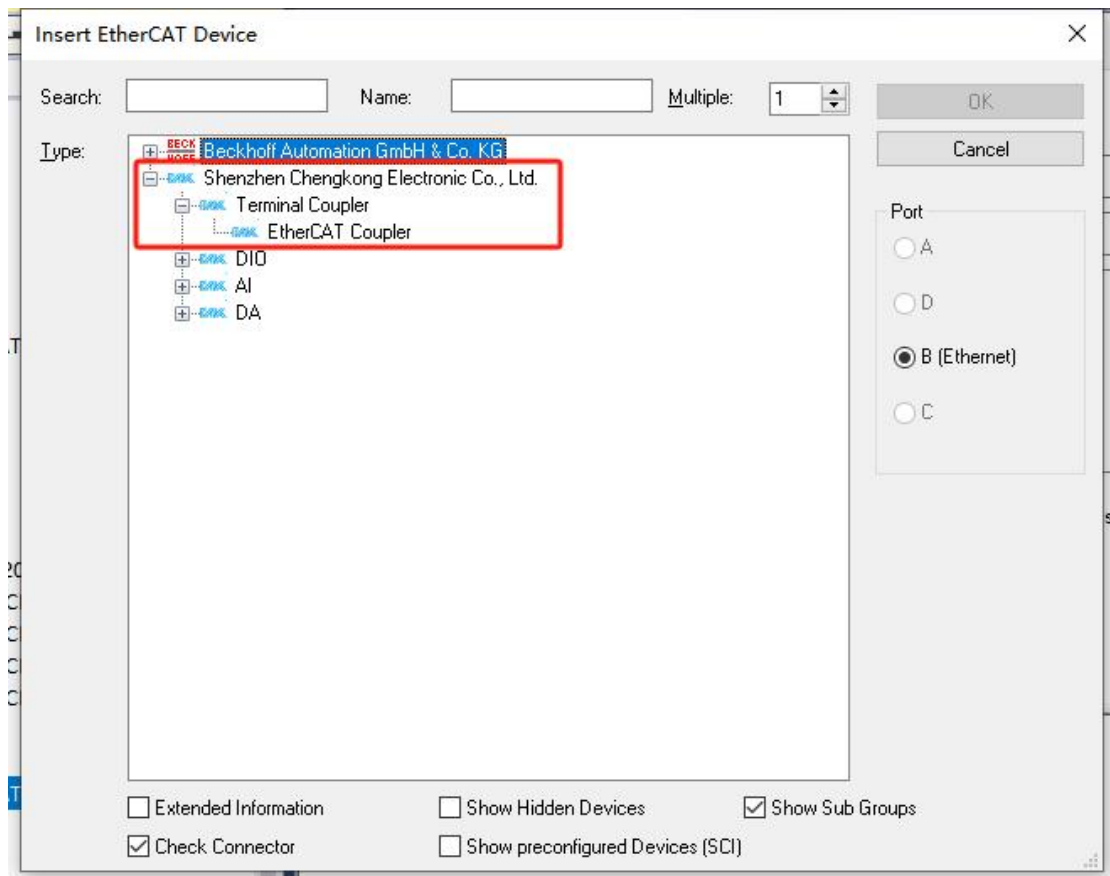 Insert EtherCAT Device
Search: Name: Multiple: 1 OK
Type: BECK HOFF Beckhoff Automation GmbH & Co. KG Cancel
Shenzhen Chengkong Electronic Co., Ltd.
Terminal Coupler
EtherCAT Coupler
DIO
AI
DA
Port
A
D
B (Ethernet)
C
Extended Information Show Hidden Devices Show Sub Groups
Check Connector Show preconfigured Devices (SCI)